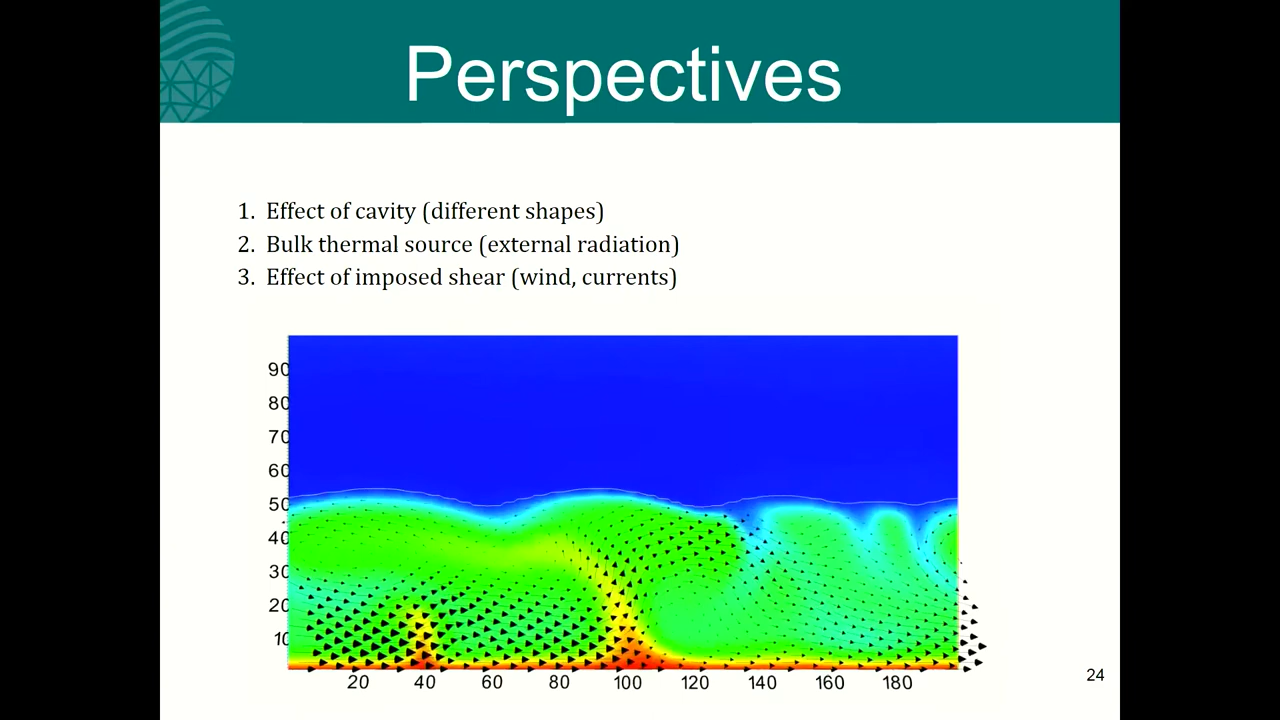 Perspectives
1. Effect of cavity (different shapes)
2. Bulk thermal source (external radiation)
3. Effect of imposed shear (wind, currents)
90
80
70
60
50
40
30
20
10
20 40 60 80 100 120 140 160 180
24